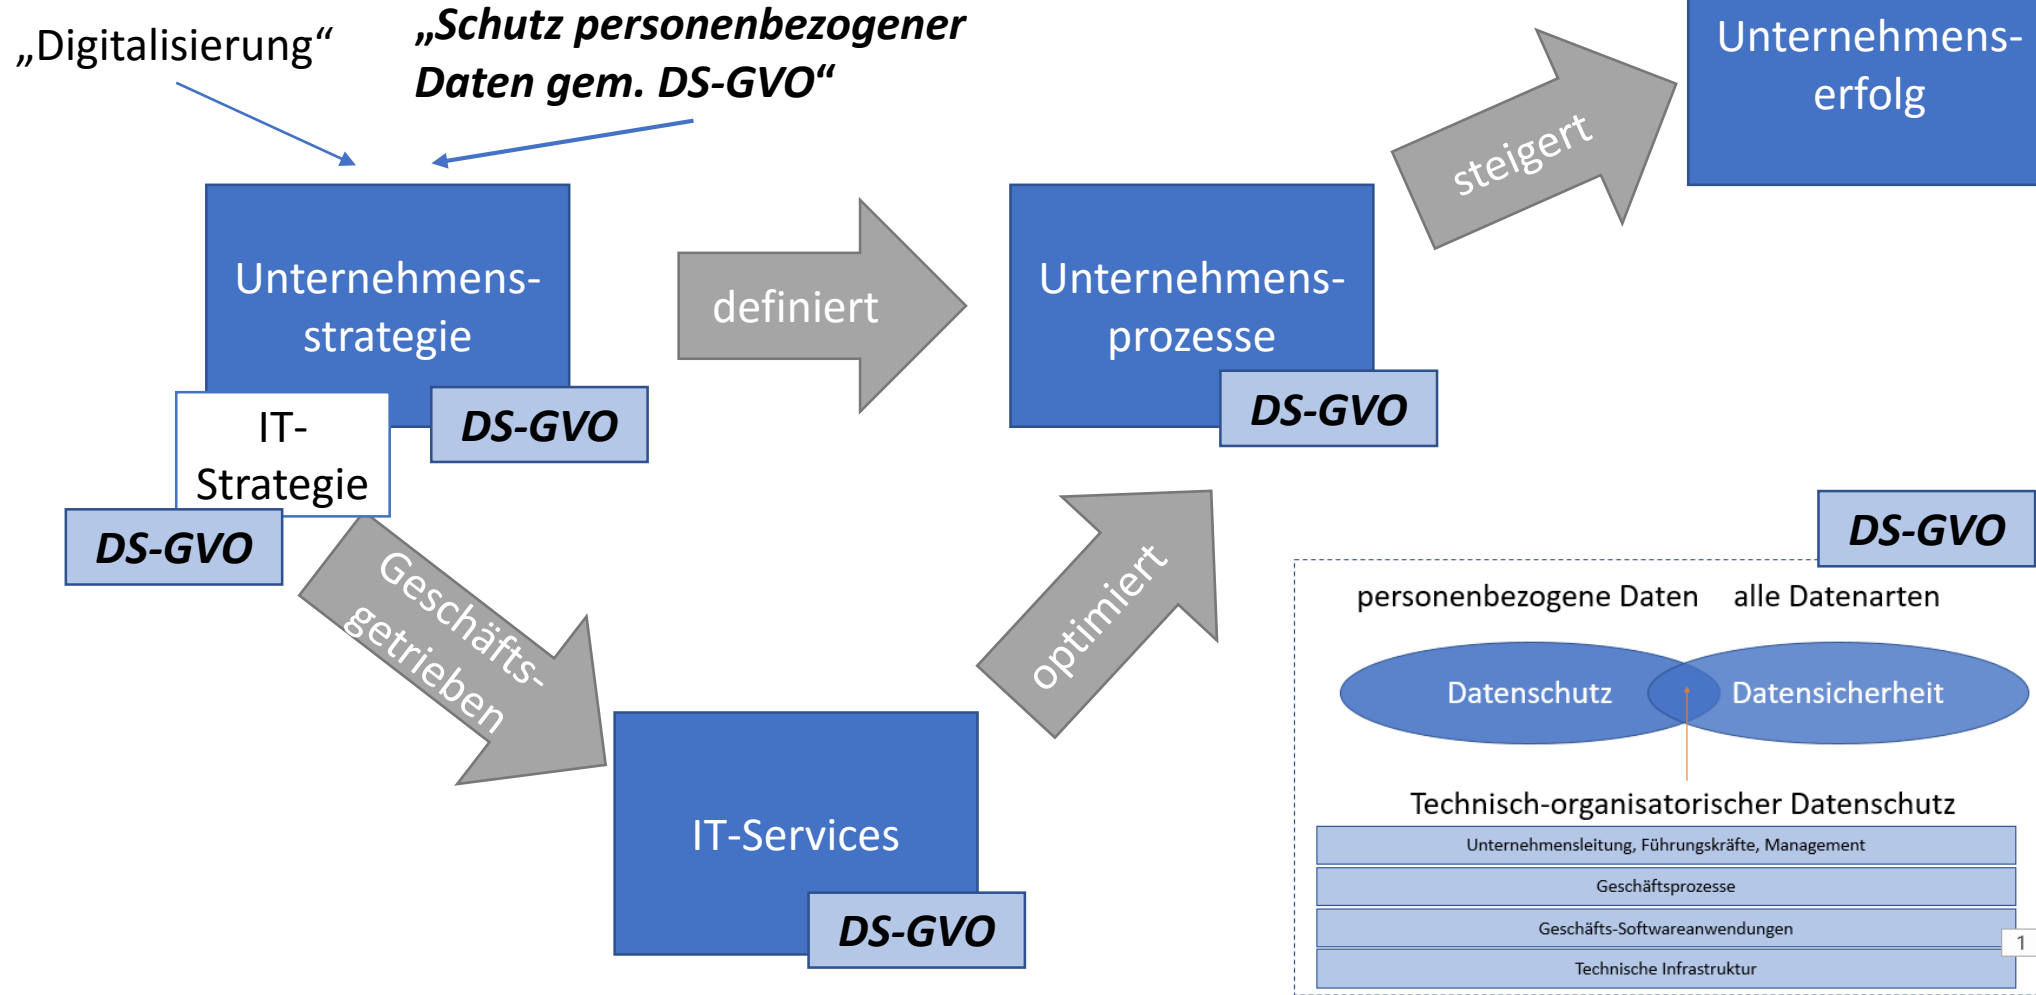 „Digitalisierung“
„Schutz personenbezogener
Daten gem. DS-GVO“
Unternehmens-
erfolg
steigert
Unternehmens-
strategie
definiert
Unternehmens-
prozesse
DS-GVO
IT-
Strategie
DS-GVO
DS-GVO
Geschäfts-
getrieben
optimiert
IT-Services
DS-GVO
DS-GVO
personenbezogene Daten alle Datenarten
Datenschutz Datensicherheit
Technisch-organisatorischer Datenschutz
Unternehmensleitung, Führungskräfte, Management
Geschäftsprozesse
Geschäfts-Softwareanwendungen
Technische Infrastruktur
1